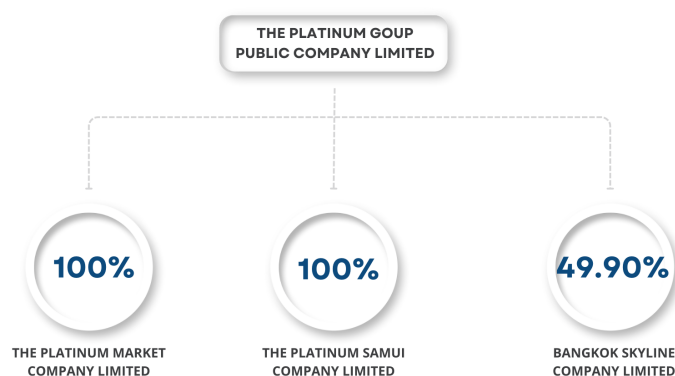 THE PLATINUM GOUP
PUBLIC COMPANY LIMITED
100%
100%
49.90%
THE PLATINUM MARKET
COMPANY LIMITED
THE PLATINUM SAMUI
COMPANY LIMITED
BANGKOK SKYLINE
COMPANY LIMITED